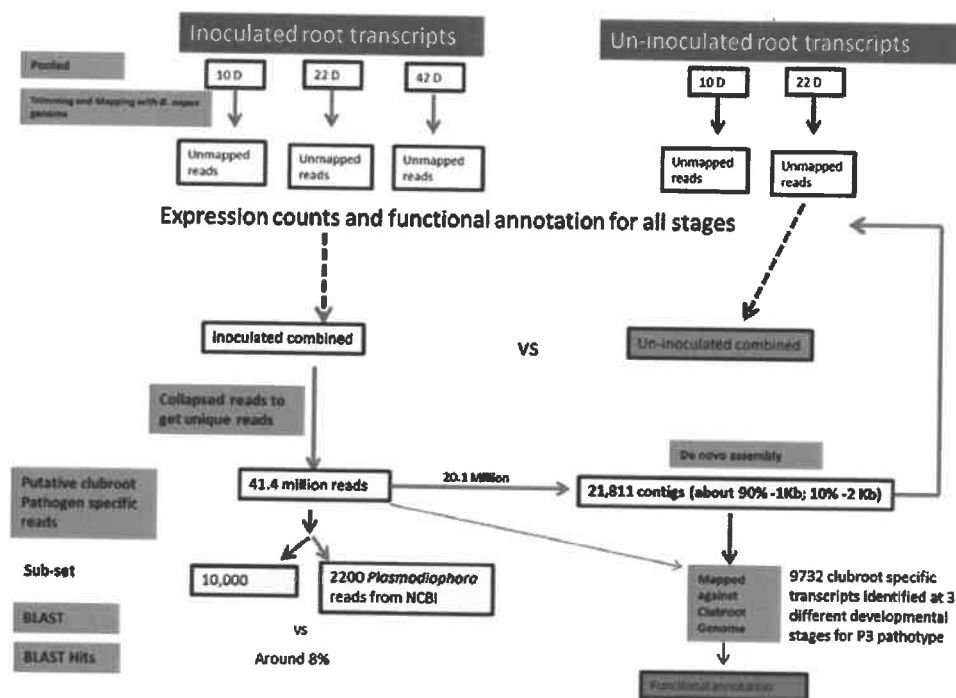 Inoculated root transcripts
Un-inoculated root transcripts
Pooled
10 D
22 D
42 D
10 D
22 D
Trimming and Mapping with B. napus
genome
Unmapped
reads
Unmapped
reads
Unmapped
reads
Unmapped
reads
Unmapped
reads
Expression counts and functional annotation for all stages
Inoculated combined
VS
Un-inoculated combined
Collapsed reads to
get unique reads
De novo assembly
Putative clubroot
Pathogen specific
reads
41.4 million reads
20.1 Million
21,811 contigs (about 90% -1Kb; 10% -2 Kb)
Sub-set
10,000
2200 Plasmodiophora
reads from NCBI
Mapped
against
Clubroot
Genome
9732 clubroot specific
transcripts identified at 3
different developmental
stages for P3 pathotype
BLAST
vs
BLAST Hits
Around 8%
Functional annotation